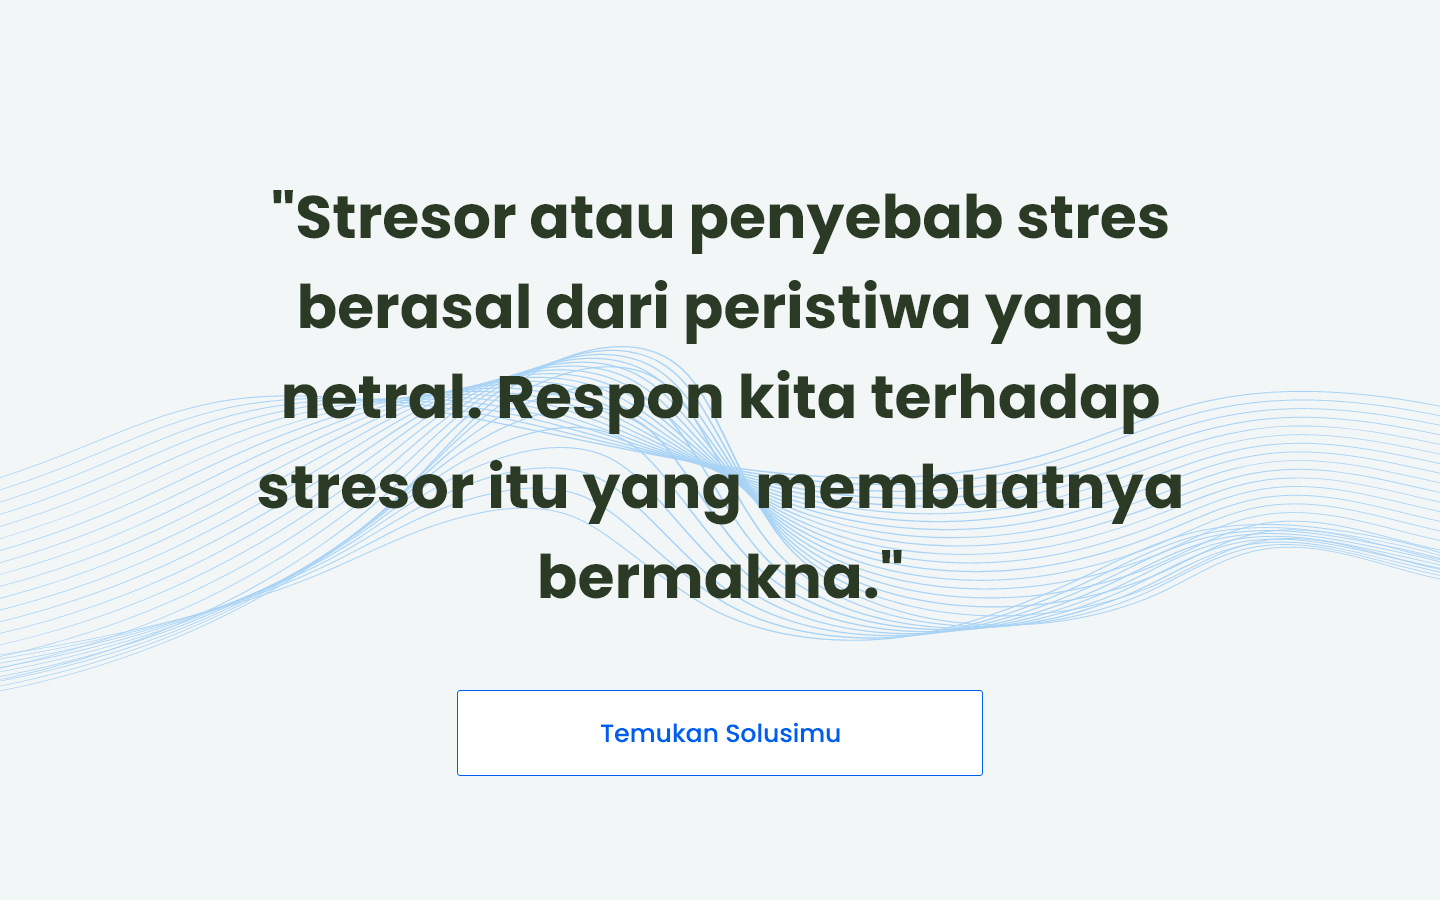 "Stresor atau penyebab stres
berasal dari peristiwa yang
netral. Respon kita terhadap
stresor itu yang membuatnya
bermakna."
Temukan Solusimu